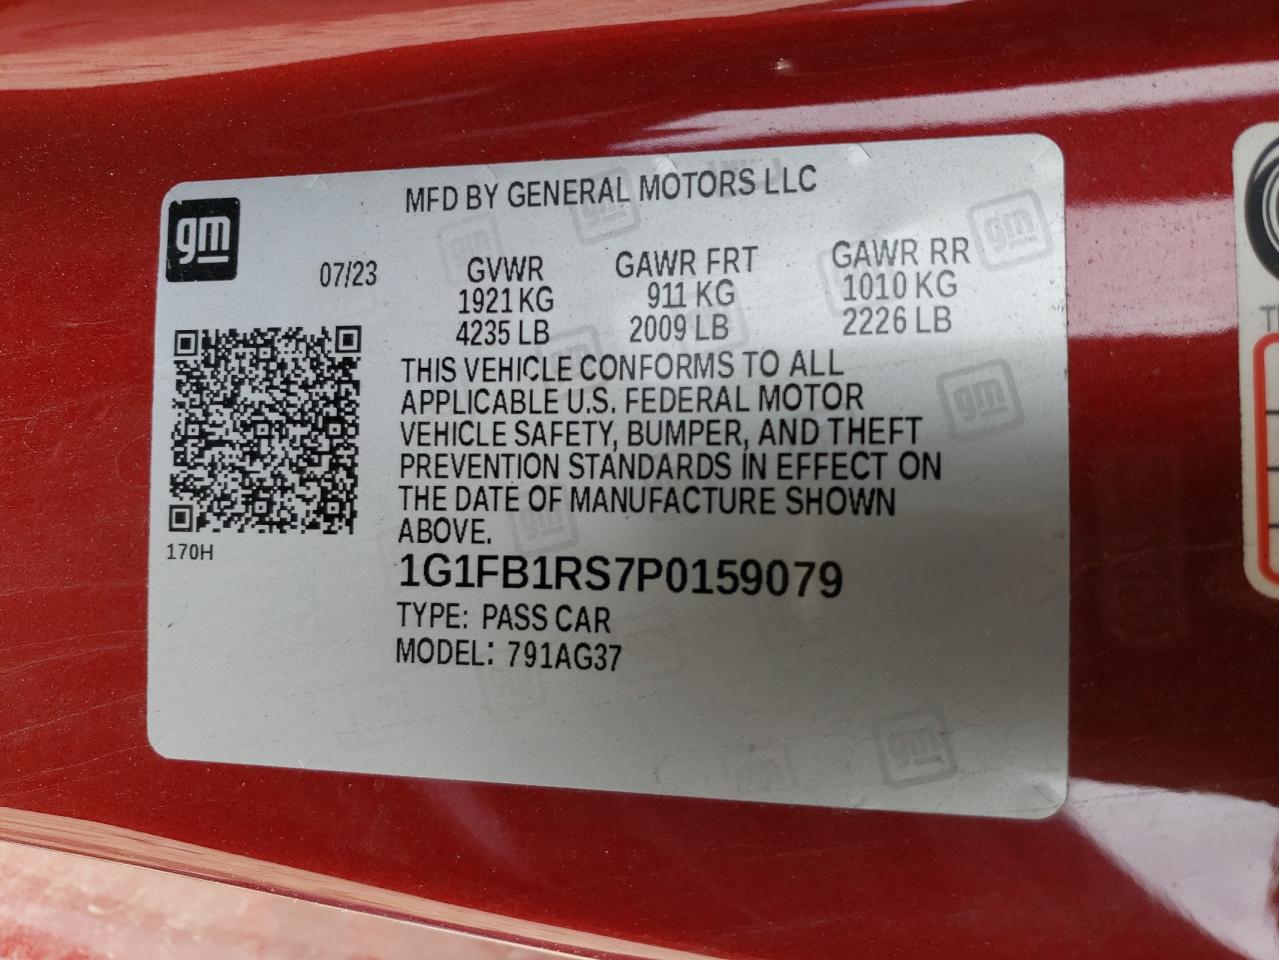 MFD BY GENERAL MOTORS LLC
gm
07/23
GVWR GAWR FRT GAWR RR
1921 KG 911 KG 1010 KG
4235 LB 2009 LB 2226 LB
THIS VEHICLE CONFORMS TO ALL
APPLICABLE U.S. FEDERAL MOTOR
VEHICLE SAFETY, BUMPER, AND THEFT
PREVENTION STANDARDS IN EFFECT ON
THE DATE OF MANUFACTURE SHOWN
ABOVE.
170H
1G1FB1RS7P0159079
TYPE: PASS CAR
MODEL: 791AG37